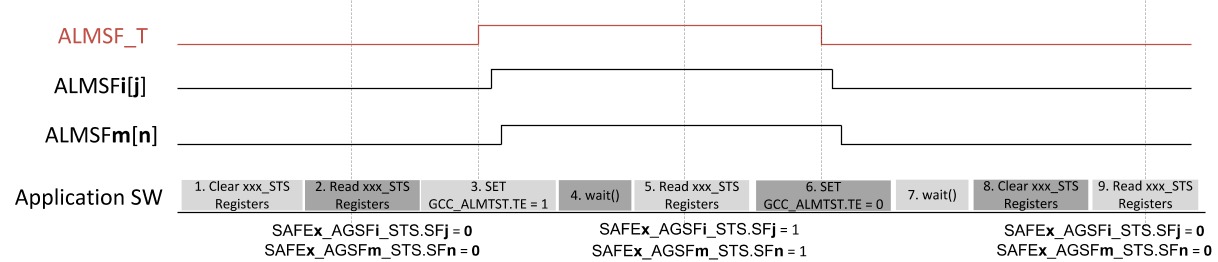 ALMSF_T
ALMSFi[j]
ALMSFm[n]
Application SW
1. Clear xxx_STS
Registers
2. Read xxx_STS
Registers
3. SET
GCC_ALMTST.TE = 1
4. wait()
5. Read xxx_STS
Registers
6. SET
GCC_ALMTST.TE = 0
7. wait()
8. Clear xxx_STS
Registers
9. Read xxx_STS
Registers
SAFEx_AGSFi_STS.SFj = 0
SAFEx_AGSFm_STS.SFn = 0
SAFEx_AGSFi_STS.SFj = 1
SAFEx_AGSFm_STS.SFn = 1
SAFEx_AGSFi_STS.SFj = 0
SAFEx_AGSFm_STS.SFn = 0